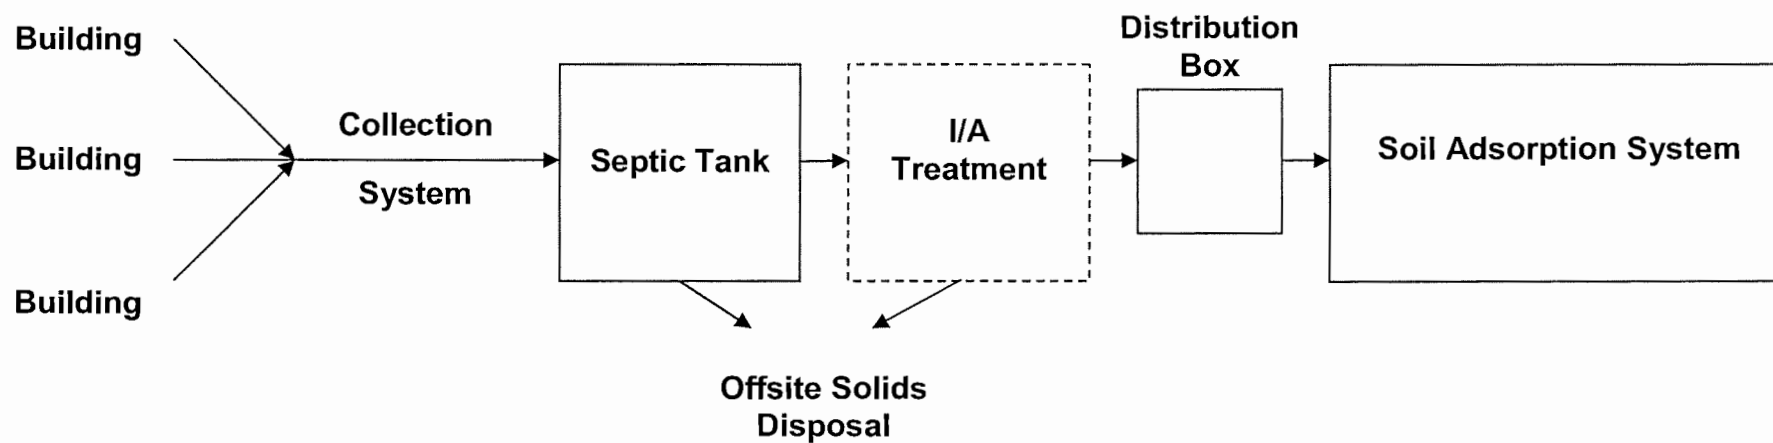 Building
Building
Building
Collection
System
Septic Tank
I/A
Treatment
Distribution
Box
Soil Adsorption System
Offsite Solids
Disposal